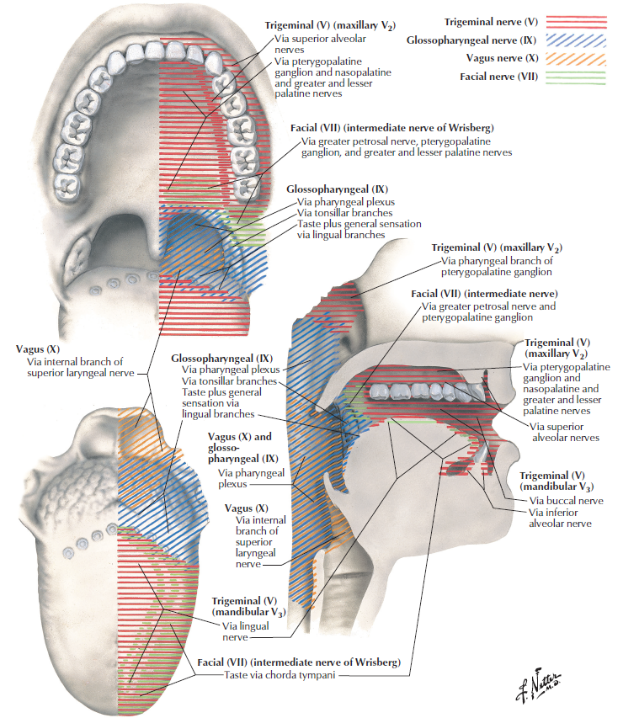 Trigeminal (V) (maxillary V2)
Via superior alveolar
nerves
Via pterygopalatine
ganglion and nasopalatine
and greater and lesser
palatine nerves
Trigeminal nerve (V)
Glossopharyngeal nerve (IX)
Vagus nerve (X)
Facial nerve (VII)
Facial (VII) (intermediate nerve of Wrisberg)
Via greater petrosal nerve, pterygopalatine
ganglion, and greater and lesser palatine nerves
Glossopharyngeal (IX)
Via pharyngeal plexus
Via tonsillar branches
Taste plus general sensation
via lingual branches
Trigeminal (V) (maxillary V2)
Via pharyngeal branch of
pterygopalatine ganglion
Facial (VII) (intermediate nerve)
Via greater petrosal nerve and
pterygopalatine ganglion
Trigeminal (V)
(maxillary V2)
Via pterygopalatine
ganglion and
nasopalatine and
greater and lesser
palatine nerves
Via superior
alveolar nerves
Trigeminal (V)
(mandibular V3)
Via buccal nerve
Via inferior
alveolar nerve
Vagus (X)
Via internal branch of
superior laryngeal nerve
Glossopharyngeal (IX)
Via pharyngeal plexus
Via tonsillar branches
Taste plus general
sensation via
lingual branches
Vagus (X) and
glosso-
pharyngeal (IX)
Via pharyngeal
plexus
Vagus (X)
Via internal
branch of
superior
laryngeal
nerve
Trigeminal (V)
(mandibular V3)
Via lingual
nerve
Facial (VII) (intermediate nerve of Wrisberg)
Taste via chorda tympani
F. Netter
M.D.